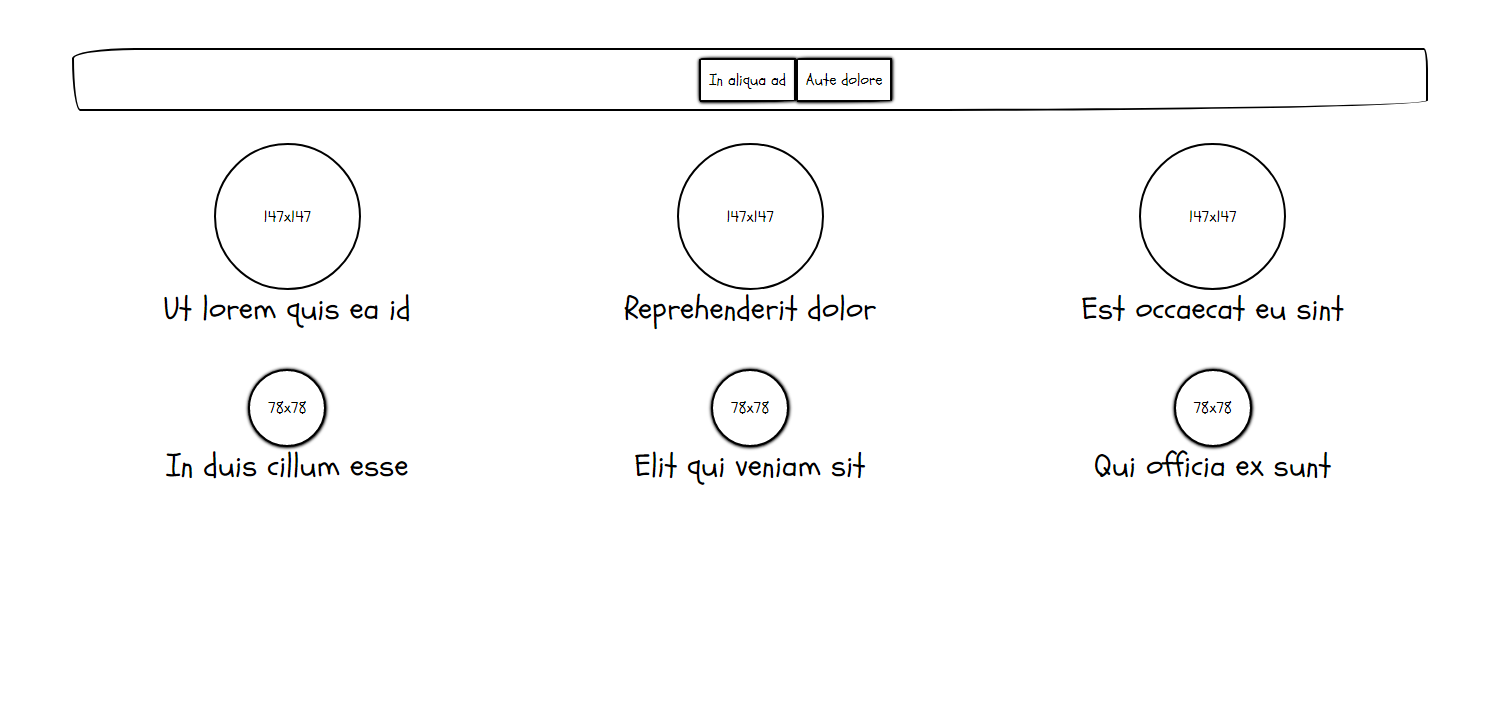 In aliqua ad
Aute dolore
147x147
147x147
147x147
Ut lorem quis ea id
Reprehenderit dolor
Est occaecat eu sint
78x78
78x78
78x78
In duis cillum esse
Elit qui veniam sit
Qui officia ex sunt